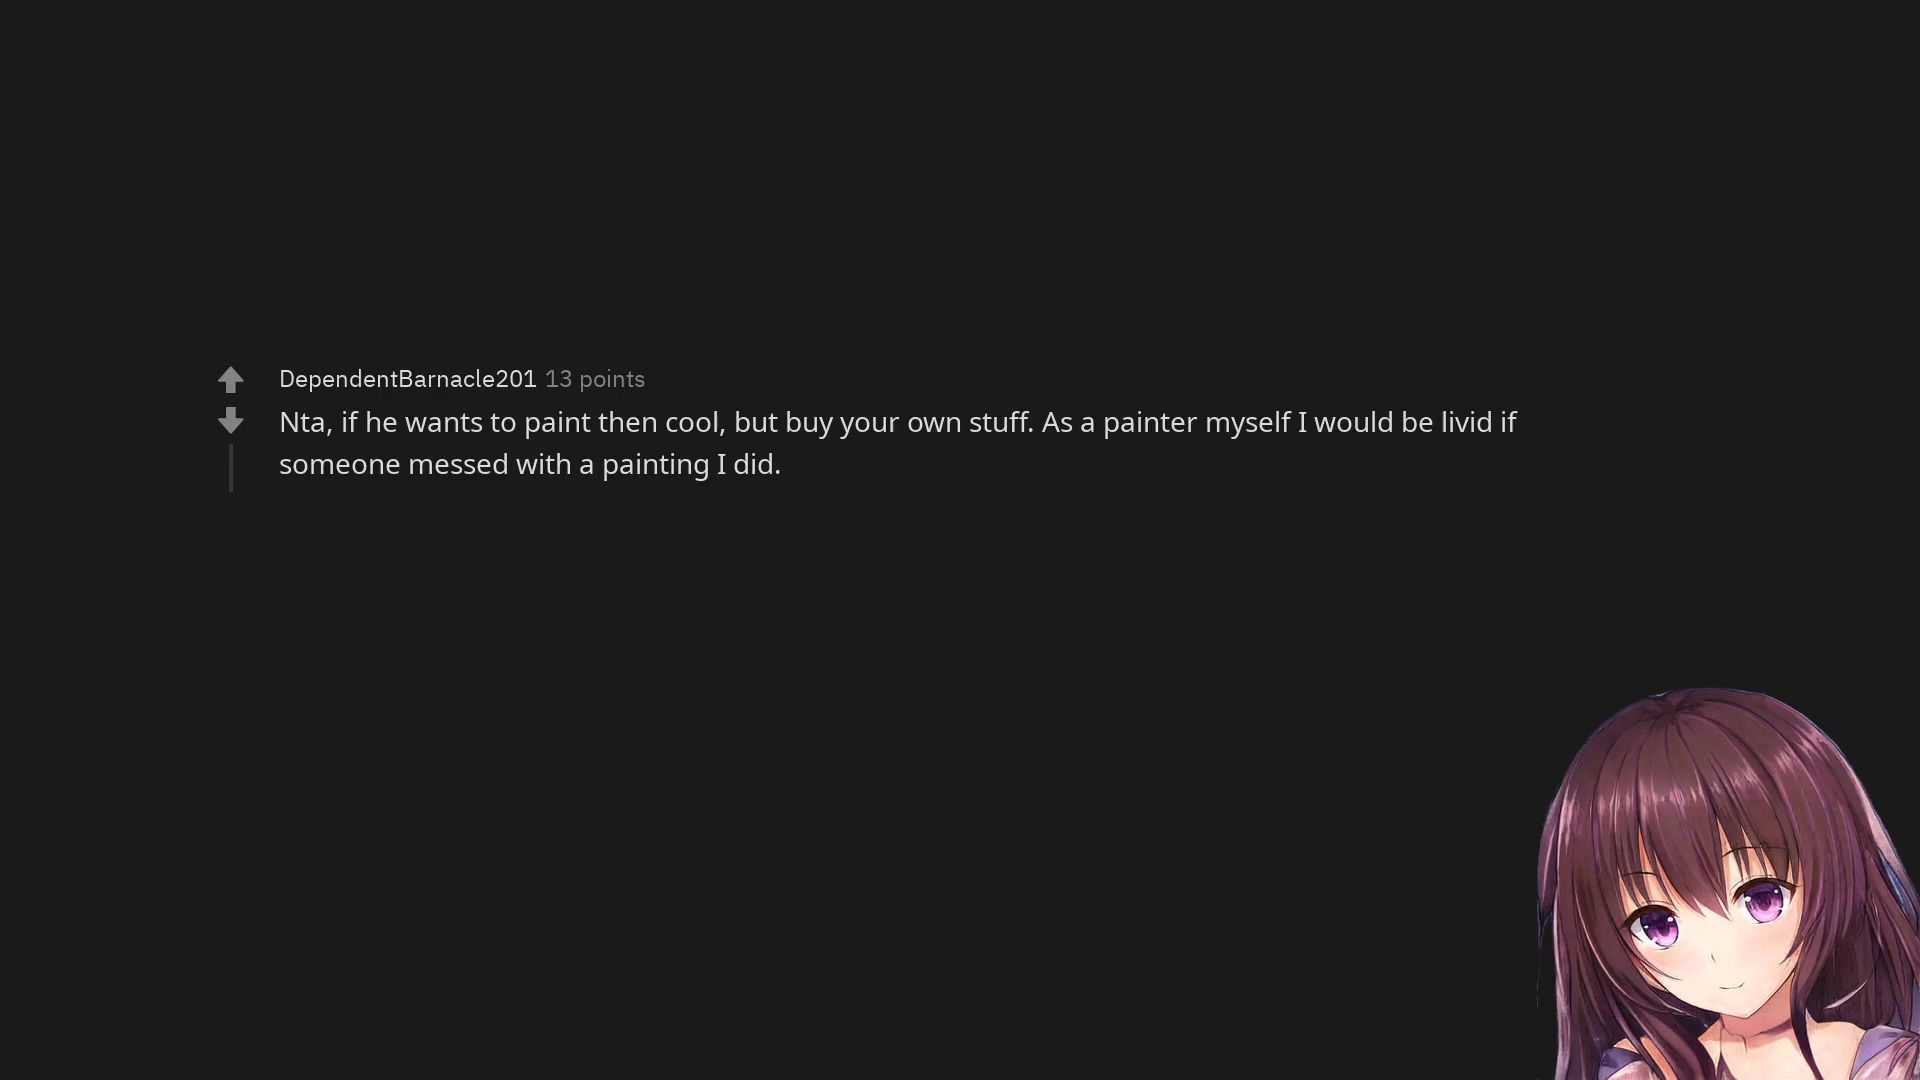 DependentBarnacle201 13 points
Nta, if he wants to paint then cool, but buy your own stuff. As a painter myself I would be livid if
someone messed with a painting I did.